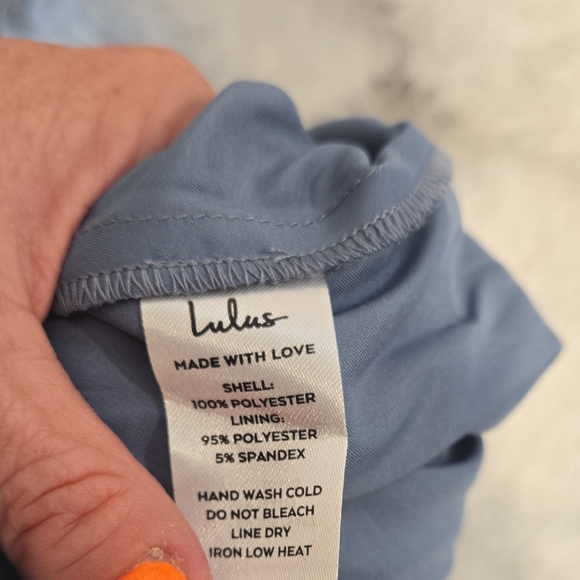 Lulus
MADE WITH LOVE
SHELL:
100% POLYESTER
LINING:
95% POLYESTER
5% SPANDEX
HAND WASH COLD
DO NOT BLEACH
LINE DRY
IRON LOW HEAT